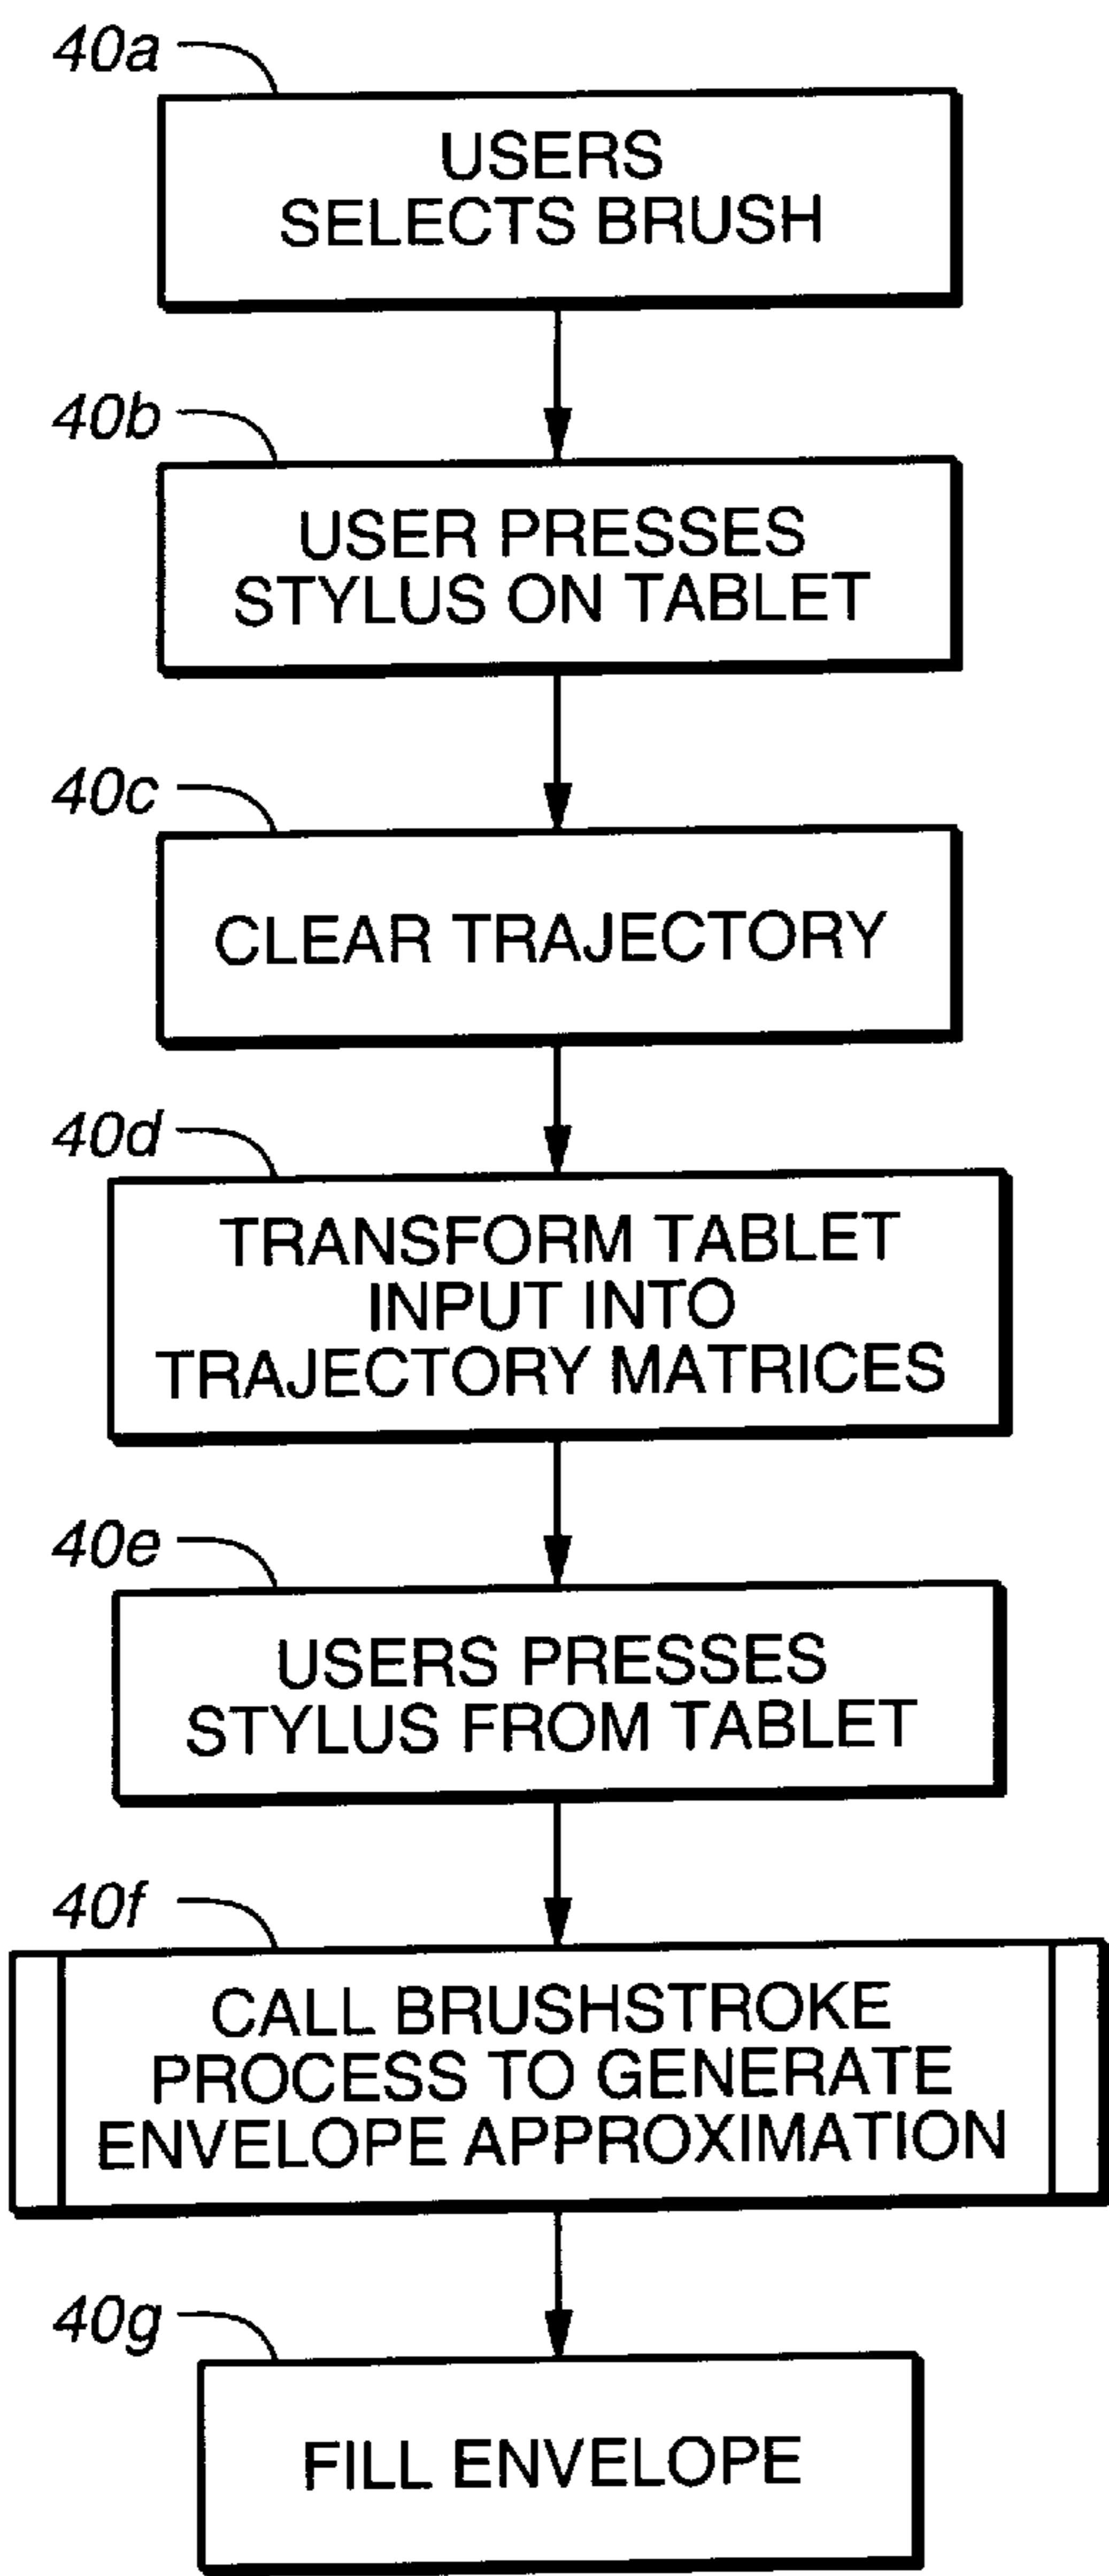 40a
USERS
SELECTS BRUSH
40b
USER PRESSES
STYLUS ON TABLET
40c
CLEAR TRAJECTORY
40d
TRANSFORM TABLET
INPUT INTO
TRAJECTORY MATRICES
40e
USERS PRESSES
STYLUS FROM TABLET
40f
CALL BRUSHSTROKE
PROCESS TO GENERATE
ENVELOPE APPROXIMATION
40g
FILL ENVELOPE